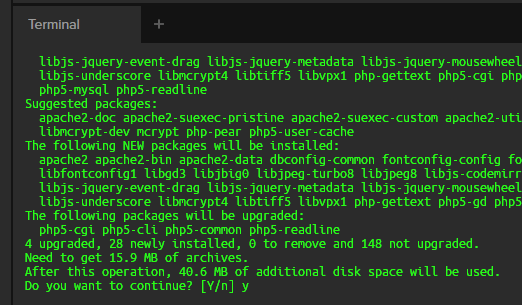 Terminal +
libjs-jquery-event-drag libjs-jquery-metadata libjs-jquery-mousewheel
libjs-underscore libmcrypt4 libtiff5 libvpx1 php-gettext php5-cgi php
php5-mysql php5-readline
Suggested packages:
apache2-doc apache2-suexec-pristine apache2-suexec-custom apache2-uti
libmcrypt-dev mcrypt php-pear php5-user-cache
The following NEW packages will be installed:
apache2 apache2-bin apache2-data dbconfig-common fontconfig-config fo
libfontconfig1 libgd3 libjbig0 libjpeg-turbo8 libjpeg8 libjs-codemirr
libjs-jquery-event-drag libjs-jquery-metadata libjs-jquery-mousewheel
libjs-underscore libmcrypt4 libtiff5 libvpx1 php-gettext php5-gd php5
The following packages will be upgraded:
php5-cgi php5-cli php5-common php5-readline
4 upgraded, 28 newly installed, 0 to remove and 148 not upgraded.
Need to get 15.9 MB of archives.
After this operation, 40.6 MB of additional disk space will be used.
Do you want to continue? [Y/n] y